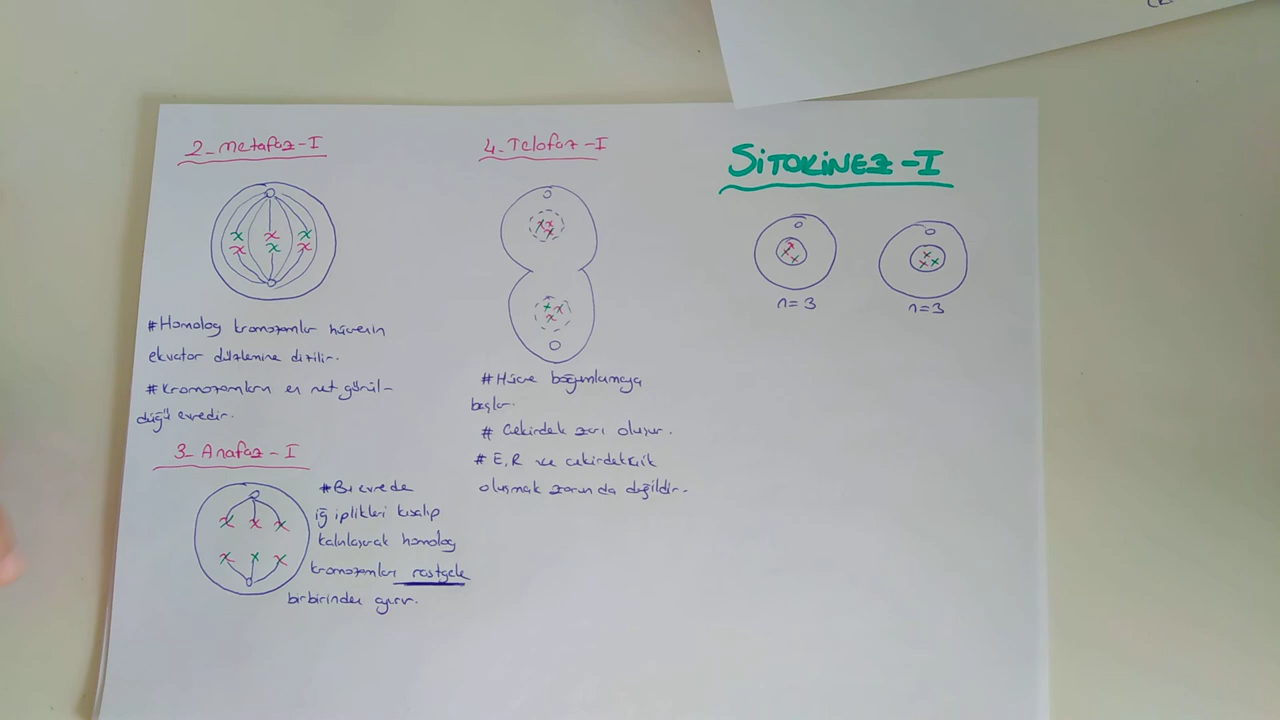 2_Metafaz-I
#Homolog kromozomlar hücrenin
ekvator düzlemine dizilir.
#Kromozomların en net görül-
düğü evredir.
3_Anafaz-I
#Bu evrede
iğ iplikleri kısalıp
kalınlaşarak homolog
kromozomları rastgele
birbirinden ayırır.
4_Telofaz-I
#Hücre boğumlanmaya
başlar.
# Çekirdek zarı oluşur.
# E,R ve çekirdekçik
oluşmak zorunda değildir.
SİTOKİNEZ-I
n=3
n=3